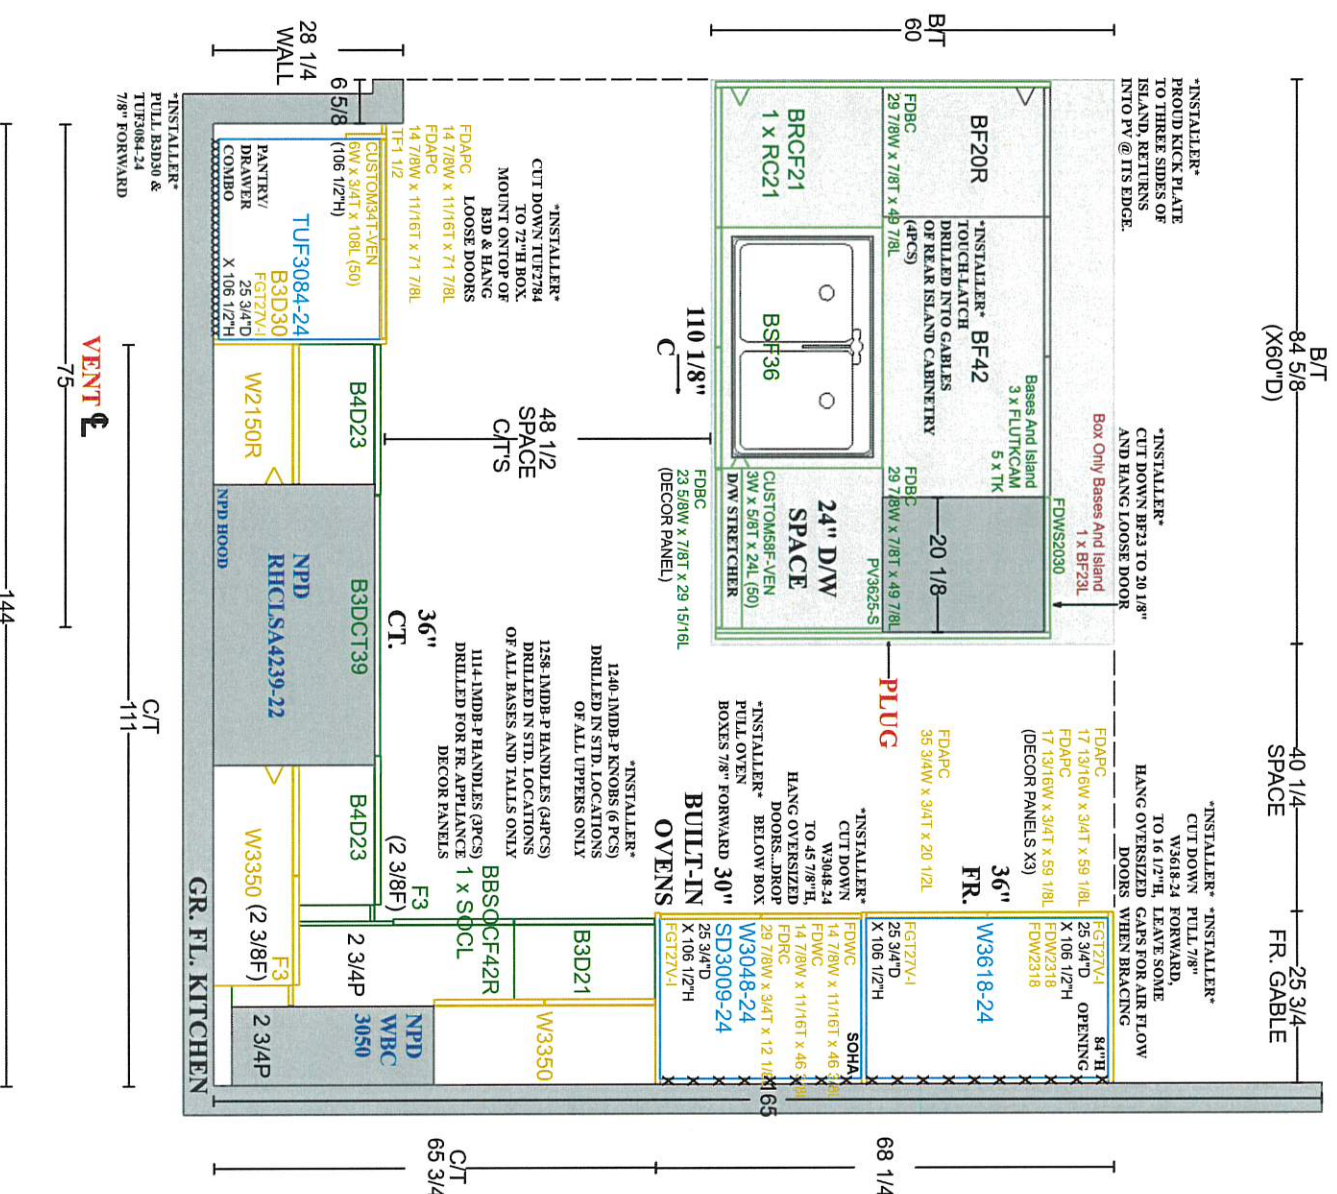 B/T
84 5/8
(X60"D)
40 1/4
SPACE
25 3/4
FR. GABLE
*INSTALLER*
PROUD KICK PLATE
TO THREE SIDES OF
ISLAND, RETURNS
INTO PV @ ITS EDGE.
*INSTALLER*
CUT DOWN BF23 TO 20 1/8"
AND HANG LOOSE DOOR
*INSTALLER*
CUT DOWN
W3618-24
TO 16 1/2",
HANG OVERSIZED
DOORS
*INSTALLER*
PULL 7/8"
FORWARD,
LEAVE SOME
GAPS FOR AIR FLOW
WHEN BRACING
Box Only Bases And Island
1 x BF23L
FDWS2030
Bases And Island
3 x FLUTKCAM
5 x TK
B/T
60
BF20R
BF42
*INSTALLER*
TOUCH-LATCH
DRILLED INTO GABLES
OF REAR ISLAND CABINETRY
(4PCS)
FDBC
29 7/8W x 7/8T x 49 7/8L
FDBC
29 7/8W x 7/8T x 49 7/8L
20 1/8
PV3625-S
BRCF21
1 x RC21
BSF36
24" D/W
SPACE
CUSTOM58F-VEN
3W x 5/8T x 24L (50)
D/W STRETCHER
FDBC
23 5/8W x 7/8T x 29 15/16L
(DECOR PANEL)
110 1/8"
C
PLUG
FDAPC
17 13/16W x 3/4T x 59 1/8L
FDAPC
17 13/16W x 3/4T x 59 1/8L
(DECOR PANELS X3)
FDAPC
35 3/4W x 3/4T x 20 1/2L
36"
FR.
84"H
OPENING
FGT27V-I
25 3/4"D
X 106 1/2"H
FDW2318
FDW2318
W3618-24
FGT27V-I
25 3/4"D
X 106 1/2"H
*INSTALLER*
CUT DOWN
W3048-24
TO 45 7/8"H,
HANG OVERSIZED
DOORS...DROP
BELOW BOX
*INSTALLER*
PULL OVEN
BOXES 7/8" FORWARD
30"
BUILT-IN
OVENS
SOHA
FDWC
14 7/8W x 11/16T x 46
FDWC
14 7/8W x 11/16T x 46
FDRC
29 7/8W x 3/4T x 12
W3048-24
SD3009-24
25 3/4"D
X 106 1/2"H
FGT27V-I
165
68 1/4
C/T
65 3/4
*INSTALLER*
1240-1MDB-P KNOBS (6 PCS)
DRILLED IN STD. LOCATIONS
OF ALL UPPERS ONLY
1258-1MDB-P HANDLES (34PCS)
DRILLED IN STD. LOCATIONS
OF ALL BASES AND TALLS ONLY
1114-1MDB-P HANDLES (3PCS)
DRILLED FOR FR. APPLIANCE
DECOR PANELS
48 1/2
SPACE
C/T'S
*INSTALLER*
CUT DOWN TUF2784
TO 72"H BOX.
MOUNT ONTOP OF
B3D & HANG
LOOSE DOORS
FDAPC
14 7/8W x 11/16T x 71 7/8L
FDAPC
14 7/8W x 11/16T x 71 7/8L
TF1 1/2
CUSTOM34T-VEN
6W x 3/4T x 108L (50)
(106 1/2"H)
28 1/4
WALL
6 5/8
TUF3084-24
B3D30
FGT27V-I
25 3/4"D
X 106 1/2"H
PANTRY/
DRAWER
COMBO
B4D23
W2150R
36"
CT.
B3DCT39
NPD
RHCLSA4239-22
NPD HOOD
B4D23
W3350 (2 3/8F)
F3
(2 3/8F)
F3
BBSOCF42R
1 x SOCL
B3D21
2 3/4P
W3350
NPD
WBC
3050
2 3/4P
GR. FL. KITCHEN
*INSTALLER*
PULL B3D30 &
TUF3084-24
7/8" FORWARD
C/T
111
VENT ℄
75
144